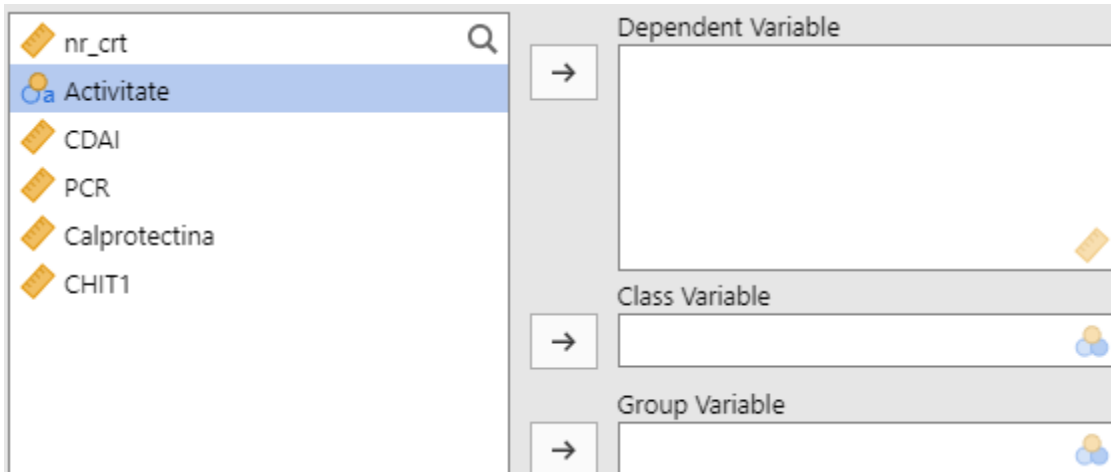 nr_crt
Activitate
CDAI
PCR
Calprotectina
CHIT1
Dependent Variable
Class Variable
Group Variable